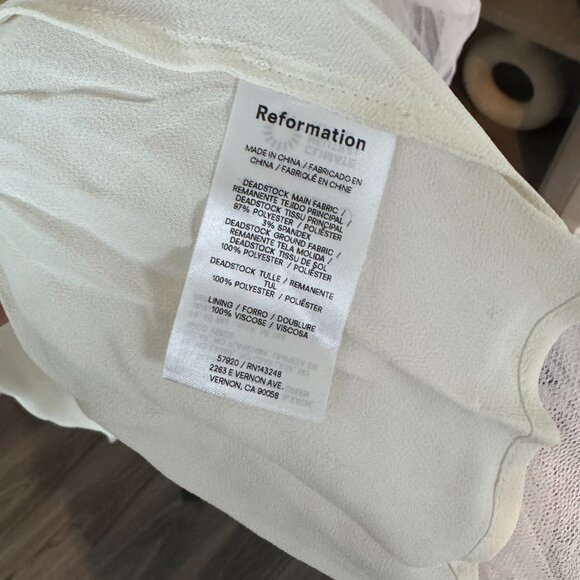 Reformation
MADE IN CHINA / FABRICADO EN
CHINA / FABRIQUÉ EN CHINE
DEADSTOCK MAIN FABRIC /
REMANENTE TEJIDO PRINCIPAL /
DEADSTOCK TISSU PRINCIPAL
97% POLYESTER / POLIÉSTER
3% SPANDEX
DEADSTOCK GROUND FABRIC /
REMANENTE TELA MOLIDA /
DEADSTOCK TISSU DE SOL
100% POLYESTER / POLIÉSTER
DEADSTOCK TULLE / REMANENTE
TUL
100% POLYESTER / POLIÉSTER
LINING / FORRO / DOUBLURE
100% VISCOSE / VISCOSA
57920 / RN143248
2263 E VERNON AVE.
VERNON, CA 90058